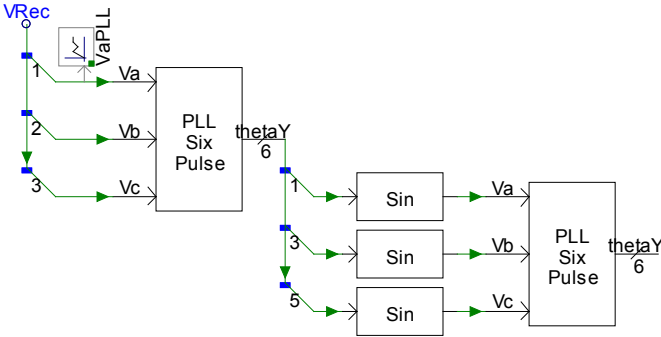 VRec
VaPLL
1
Va
2
Vb
3
Vc
PLL
Six
Pulse
thetaY
6
1
Sin
Va
3
Sin
Vb
5
Sin
Vc
PLL
Six
Pulse
thetaY
6